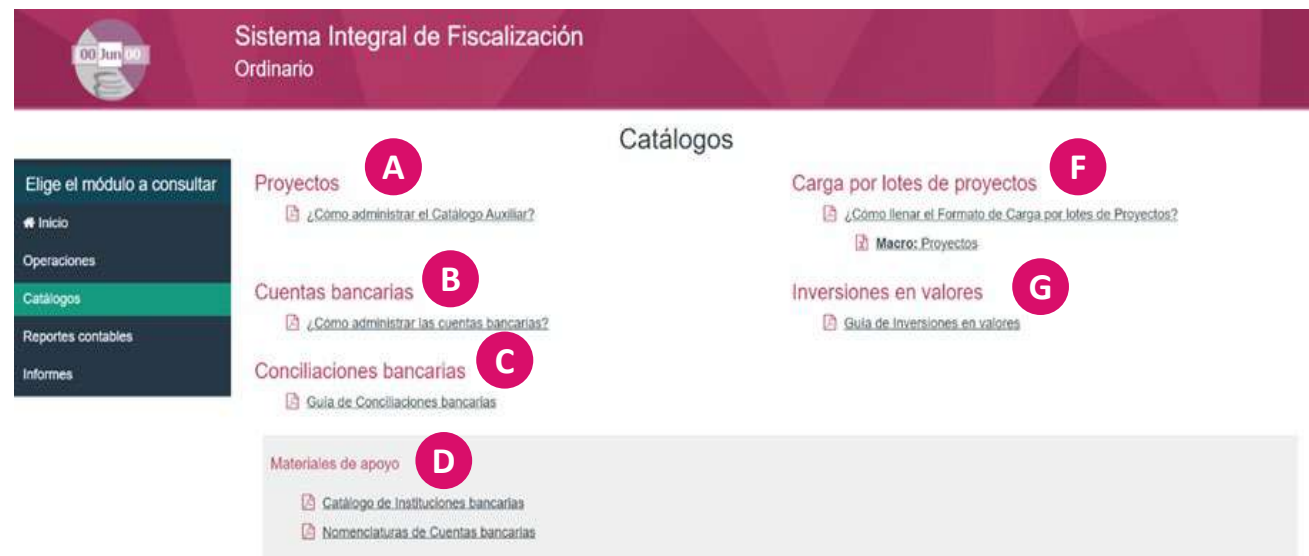 00 Jun 00
Sistema Integral de Fiscalización
Ordinario
Catálogos
Elige el módulo a consultar
Inicio
Operaciones
Catálogos
Reportes contables
Informes
Proyectos
A
¿Cómo administrar el Catálogo Auxiliar?
Cuentas bancarias
B
¿Cómo administrar las cuentas bancarias?
Conciliaciones bancarias
C
Guía de Conciliaciones bancarias
Materiales de apoyo
D
Catálogo de Instituciones bancarias
Nomenclaturas de Cuentas bancarias
Carga por lotes de proyectos
F
¿Cómo llenar el Formato de Carga por lotes de Proyectos?
Macro: Proyectos
Inversiones en valores
G
Guía de Inversiones en valores